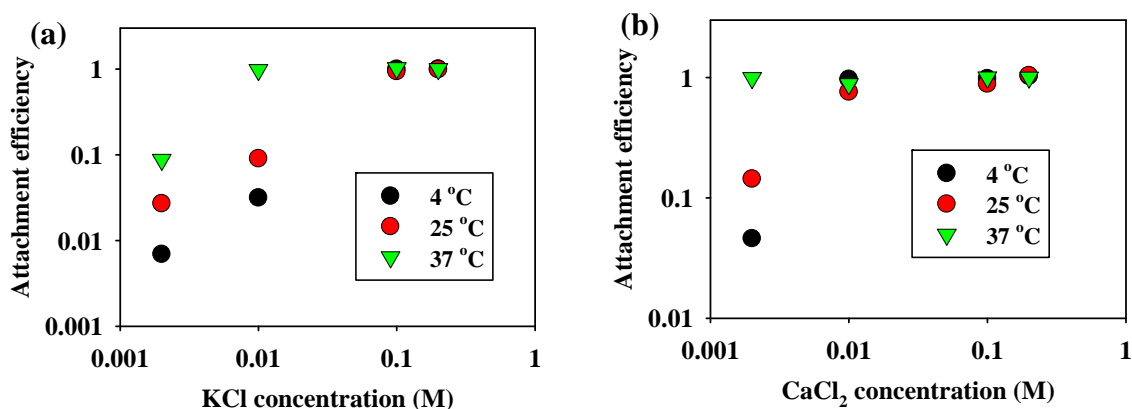 (a)
Attachment efficiency
1
0.1
0.01
0.001
4 °C
25 °C
37 °C
0.001 0.01 0.1 1
KCl concentration (M)
(b)
Attachment efficiency
1
0.1
0.01
4 °C
25 °C
37 °C
0.001 0.01 0.1 1
CaCl₂ concentration (M)